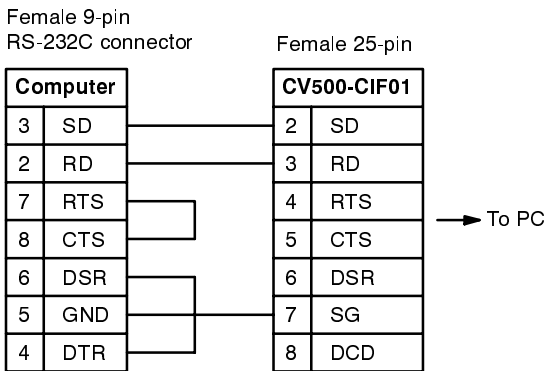 Female 9-pin
RS-232C connector
Female 25-pin
Computer
CV500-CIF01
3 SD
2 SD
2 RD
3 RD
7 RTS
4 RTS
8 CTS
5 CTS
6 DSR
6 DSR
5 GND
7 SG
4 DTR
8 DCD
To PC